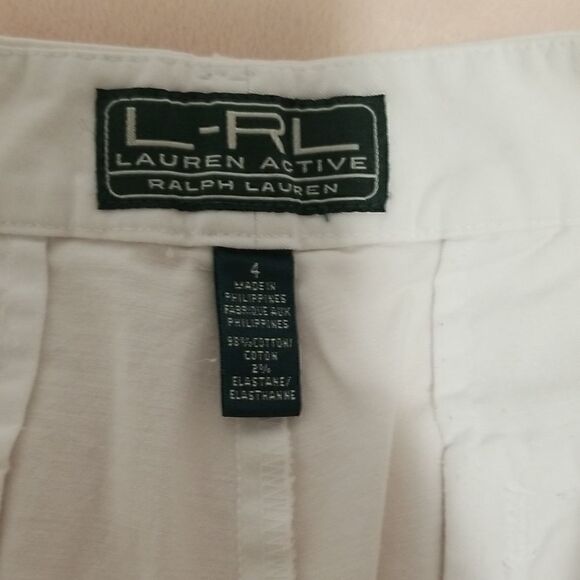 L-RL
LAUREN ACTIVE
RALPH LAUREN
4
MADE IN
PHILIPPINES
FABRIQUE AUX
PHILIPPINES
98% COTTON/
COTON
2%
ELASTANE/
ELASTHANNE